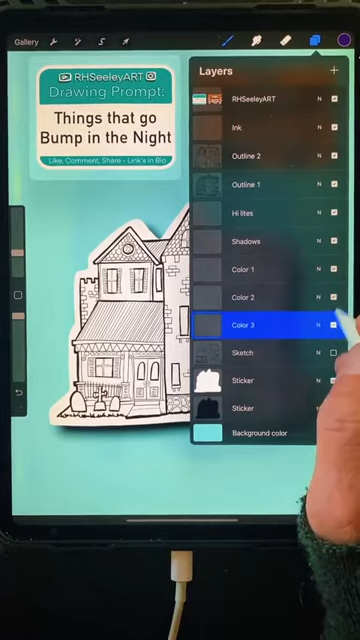 Gallery
RHSeeleyART
Drawing Prompt:
Things that go
Bump in the Night
Like, Comment, Share - Link's in Bio
Layers
RHSeeleyART N
Ink N
Outline 2 N
Outline 1 N
Hi lites N
Shadows N
Color 1 N
Color 2 N
Color 3 N
Sketch N
Sticker N
Sticker N
Background color